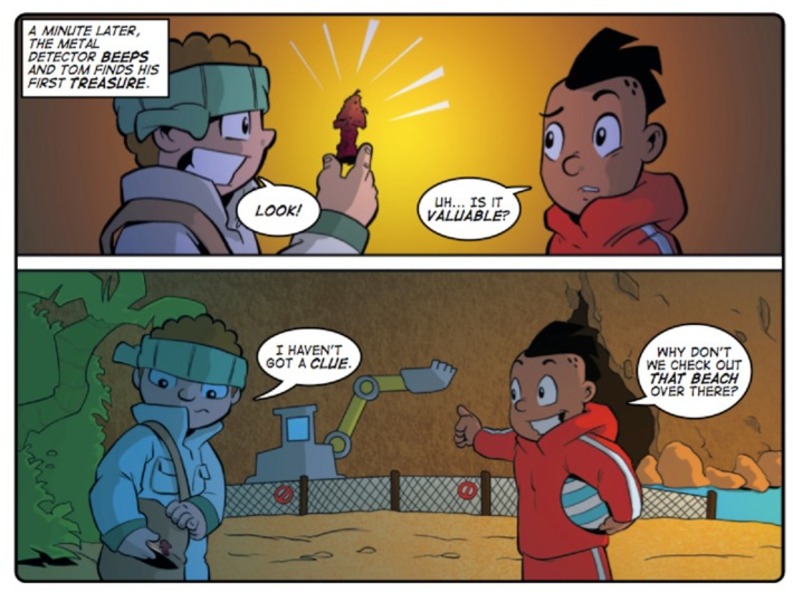 A MINUTE LATER,
THE METAL
DETECTOR BEEPS
AND TOM FINDS HIS
FIRST TREASURE.
LOOK!
UH... IS IT
VALUABLE?
I HAVEN'T
GOT A CLUE.
WHY DON'T
WE CHECK OUT
THAT BEACH
OVER THERE?